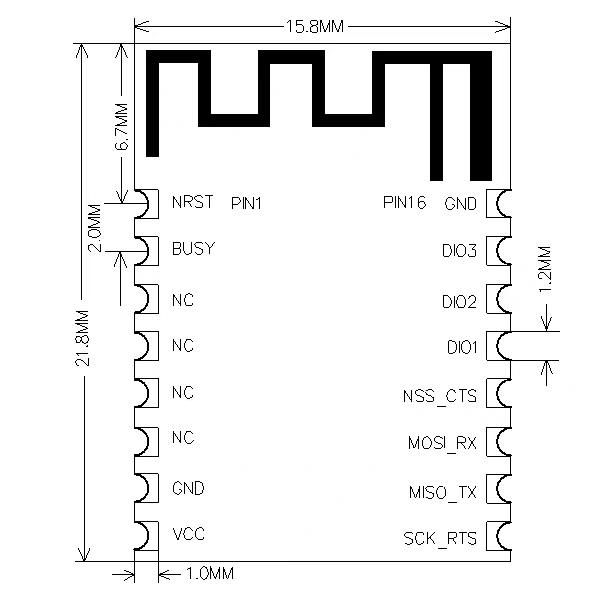 15.8MM
6.7MM
NRST PIN1 PIN16 GND
2.0MM
BUSY DIO3
1.2MM
NC DIO2
21.8MM
NC DIO1
NC NSS_CTS
NC MOSI_RX
GND MISO_TX
VCC SCK_RTS
1.0MM